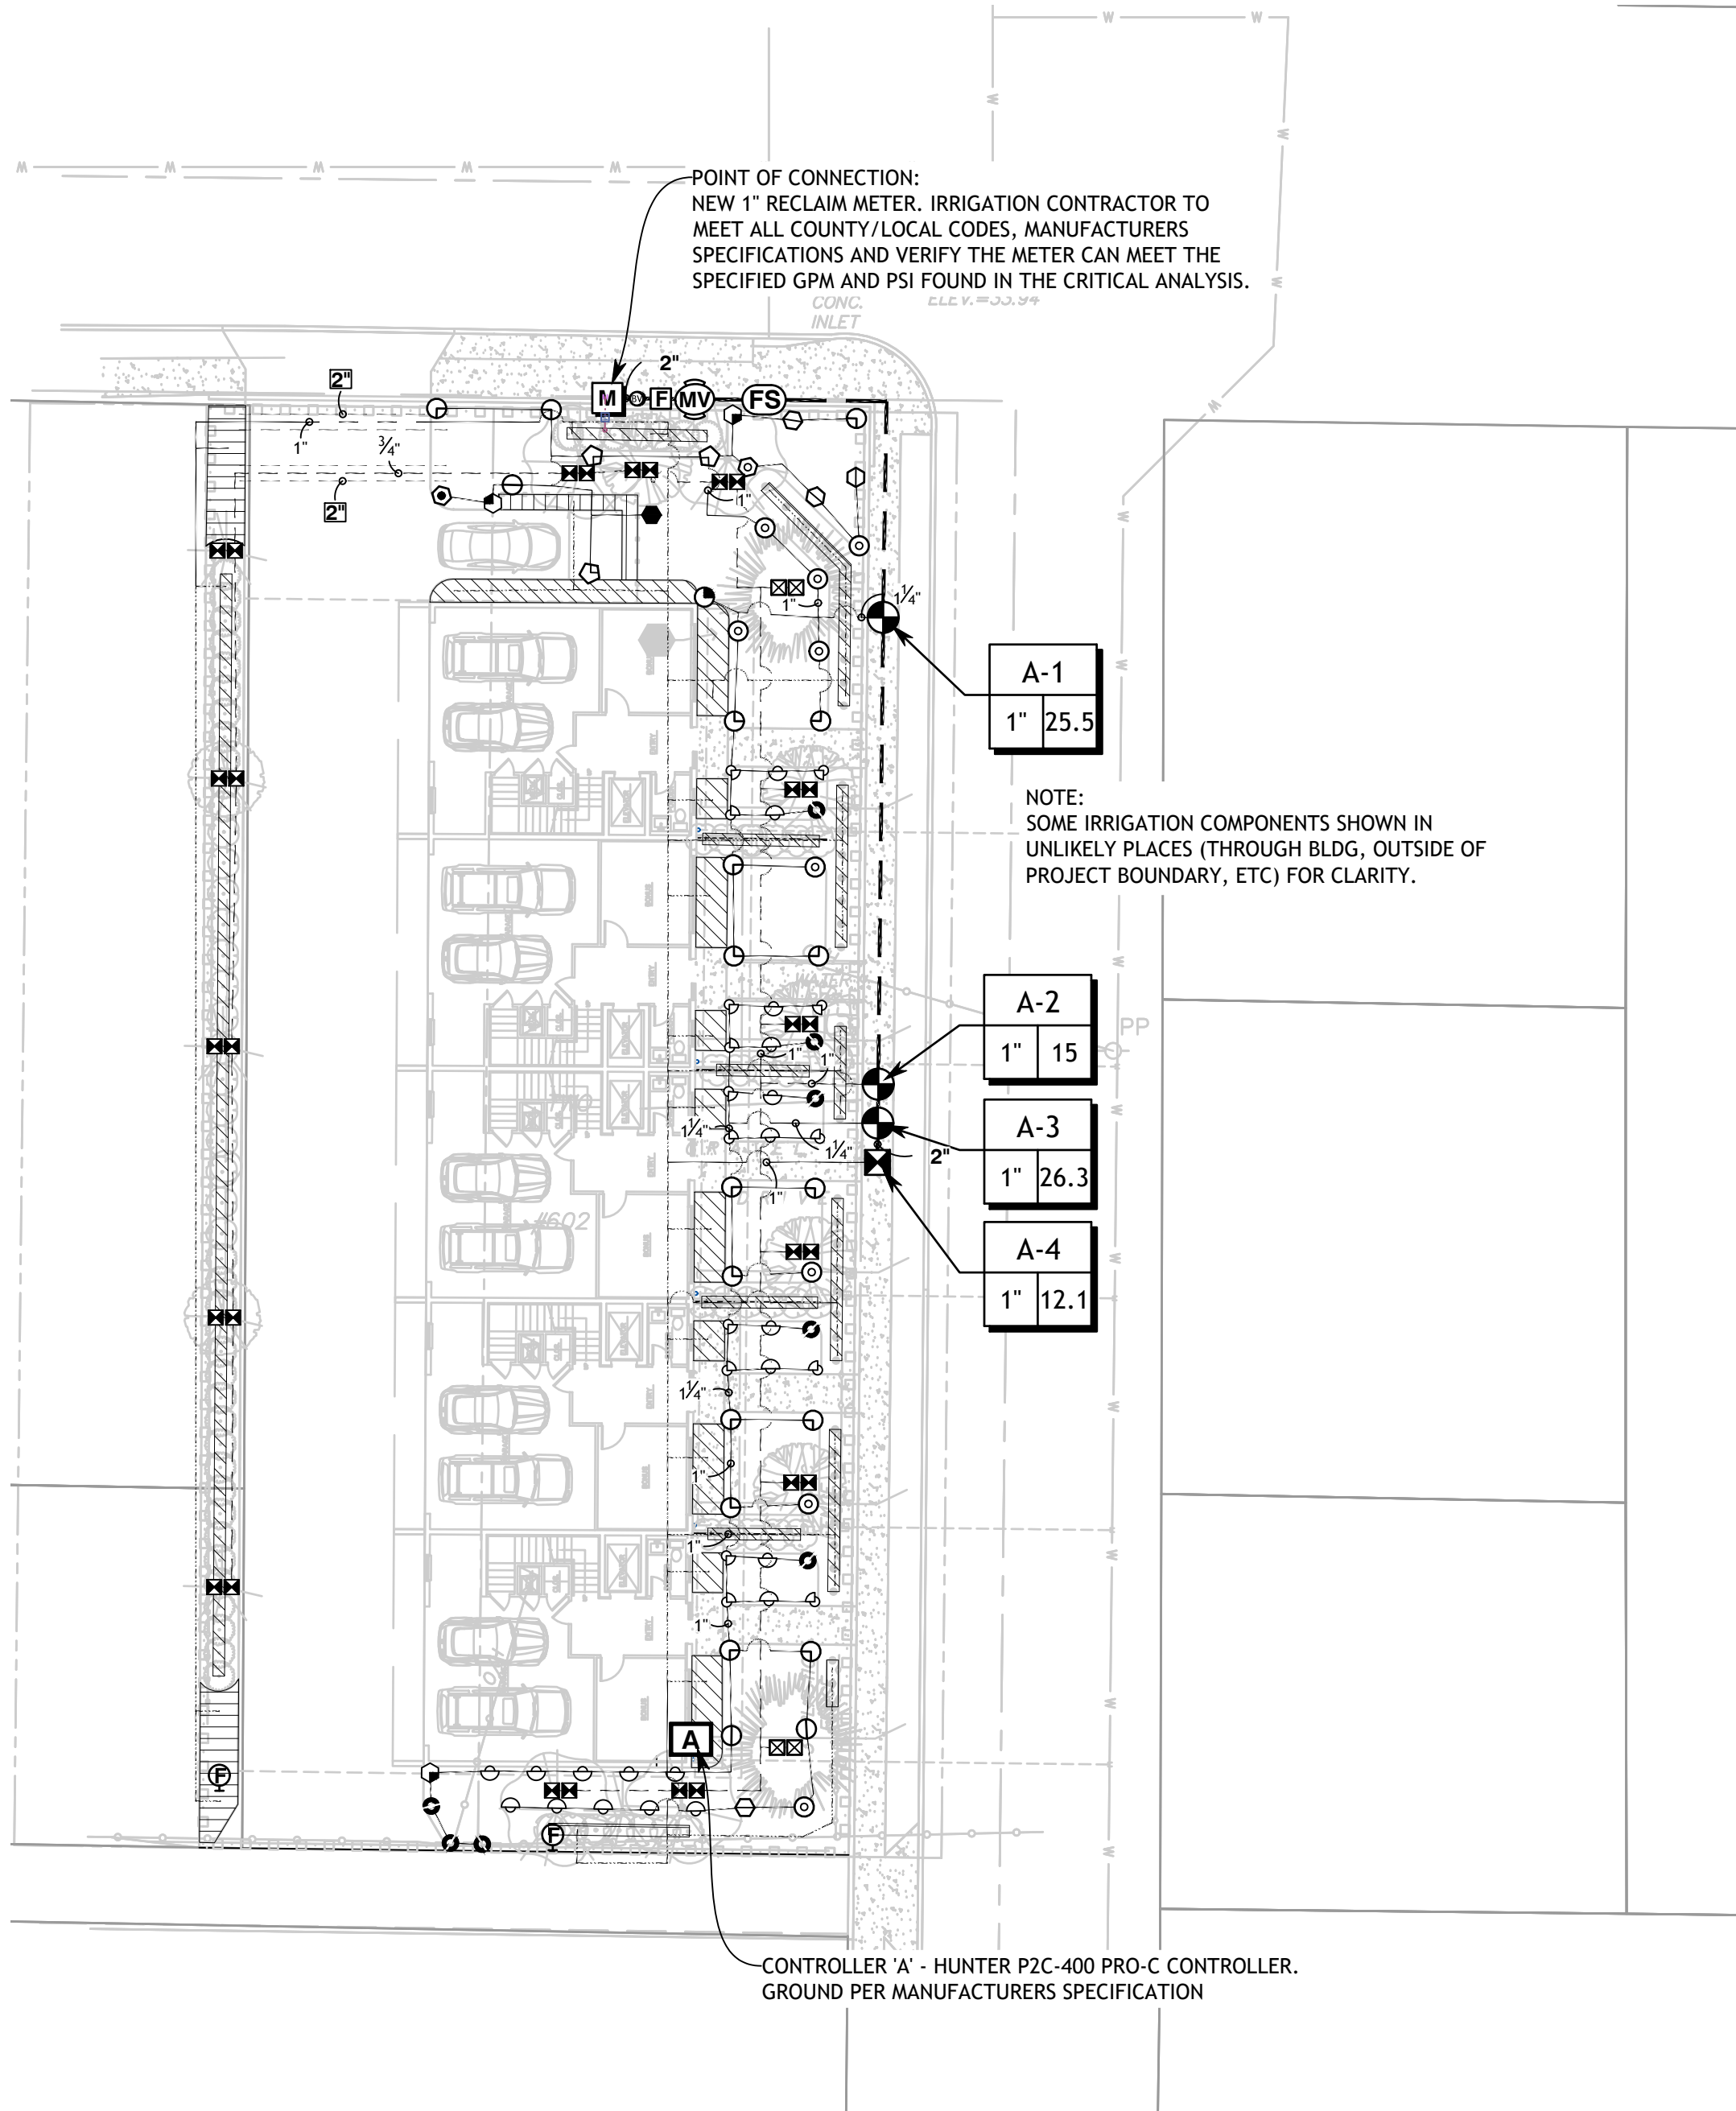 POINT OF CONNECTION:
NEW 1" RECLAIM METER. IRRIGATION CONTRACTOR TO
MEET ALL COUNTY/LOCAL CODES, MANUFACTURERS
SPECIFICATIONS AND VERIFY THE METER CAN MEET THE
SPECIFIED GPM AND PSI FOUND IN THE CRITICAL ANALYSIS.
CONC.
INLET
ELEV.=33.94
2"
M
BV
F
MV
FS
2"
1"
3/4"
2"
1"
1"
1 1/4"
A-1
1"
25.5
NOTE:
SOME IRRIGATION COMPONENTS SHOWN IN
UNLIKELY PLACES (THROUGH BLDG, OUTSIDE OF
PROJECT BOUNDARY, ETC) FOR CLARITY.
A-2
1"
15
PP
1"
1"
A-3
1"
26.3
1 1/4"
1 1/4"
2"
1"
A-4
1"
12.1
#602
1 1/4"
1"
1"
1"
A
F
F
CONTROLLER 'A' - HUNTER P2C-400 PRO-C CONTROLLER.
GROUND PER MANUFACTURERS SPECIFICATION